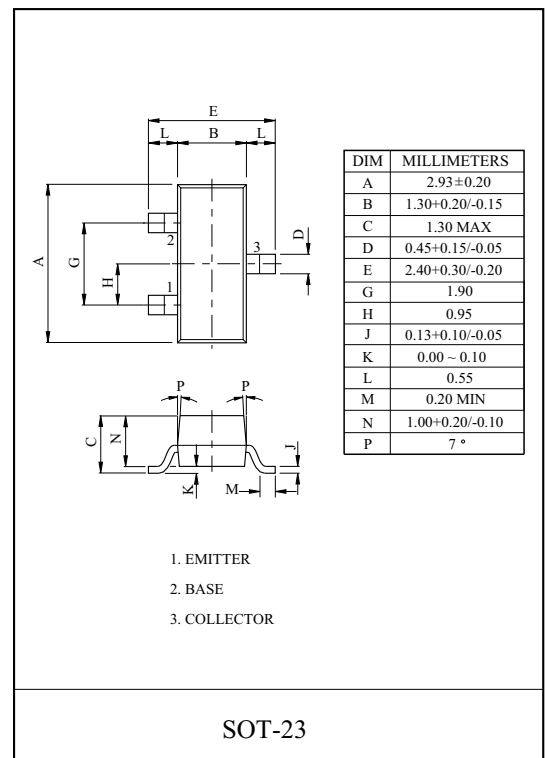 E
L B L
A
G
H
2
1
3
D
P P
C
N
K
M
J
DIM MILLIMETERS
A 2.93±0.20
B 1.30+0.20/-0.15
C 1.30 MAX
D 0.45+0.15/-0.05
E 2.40+0.30/-0.20
G 1.90
H 0.95
J 0.13+0.10/-0.05
K 0.00 ~ 0.10
L 0.55
M 0.20 MIN
N 1.00+0.20/-0.10
P 7 °
1. EMITTER
2. BASE
3. COLLECTOR
SOT-23